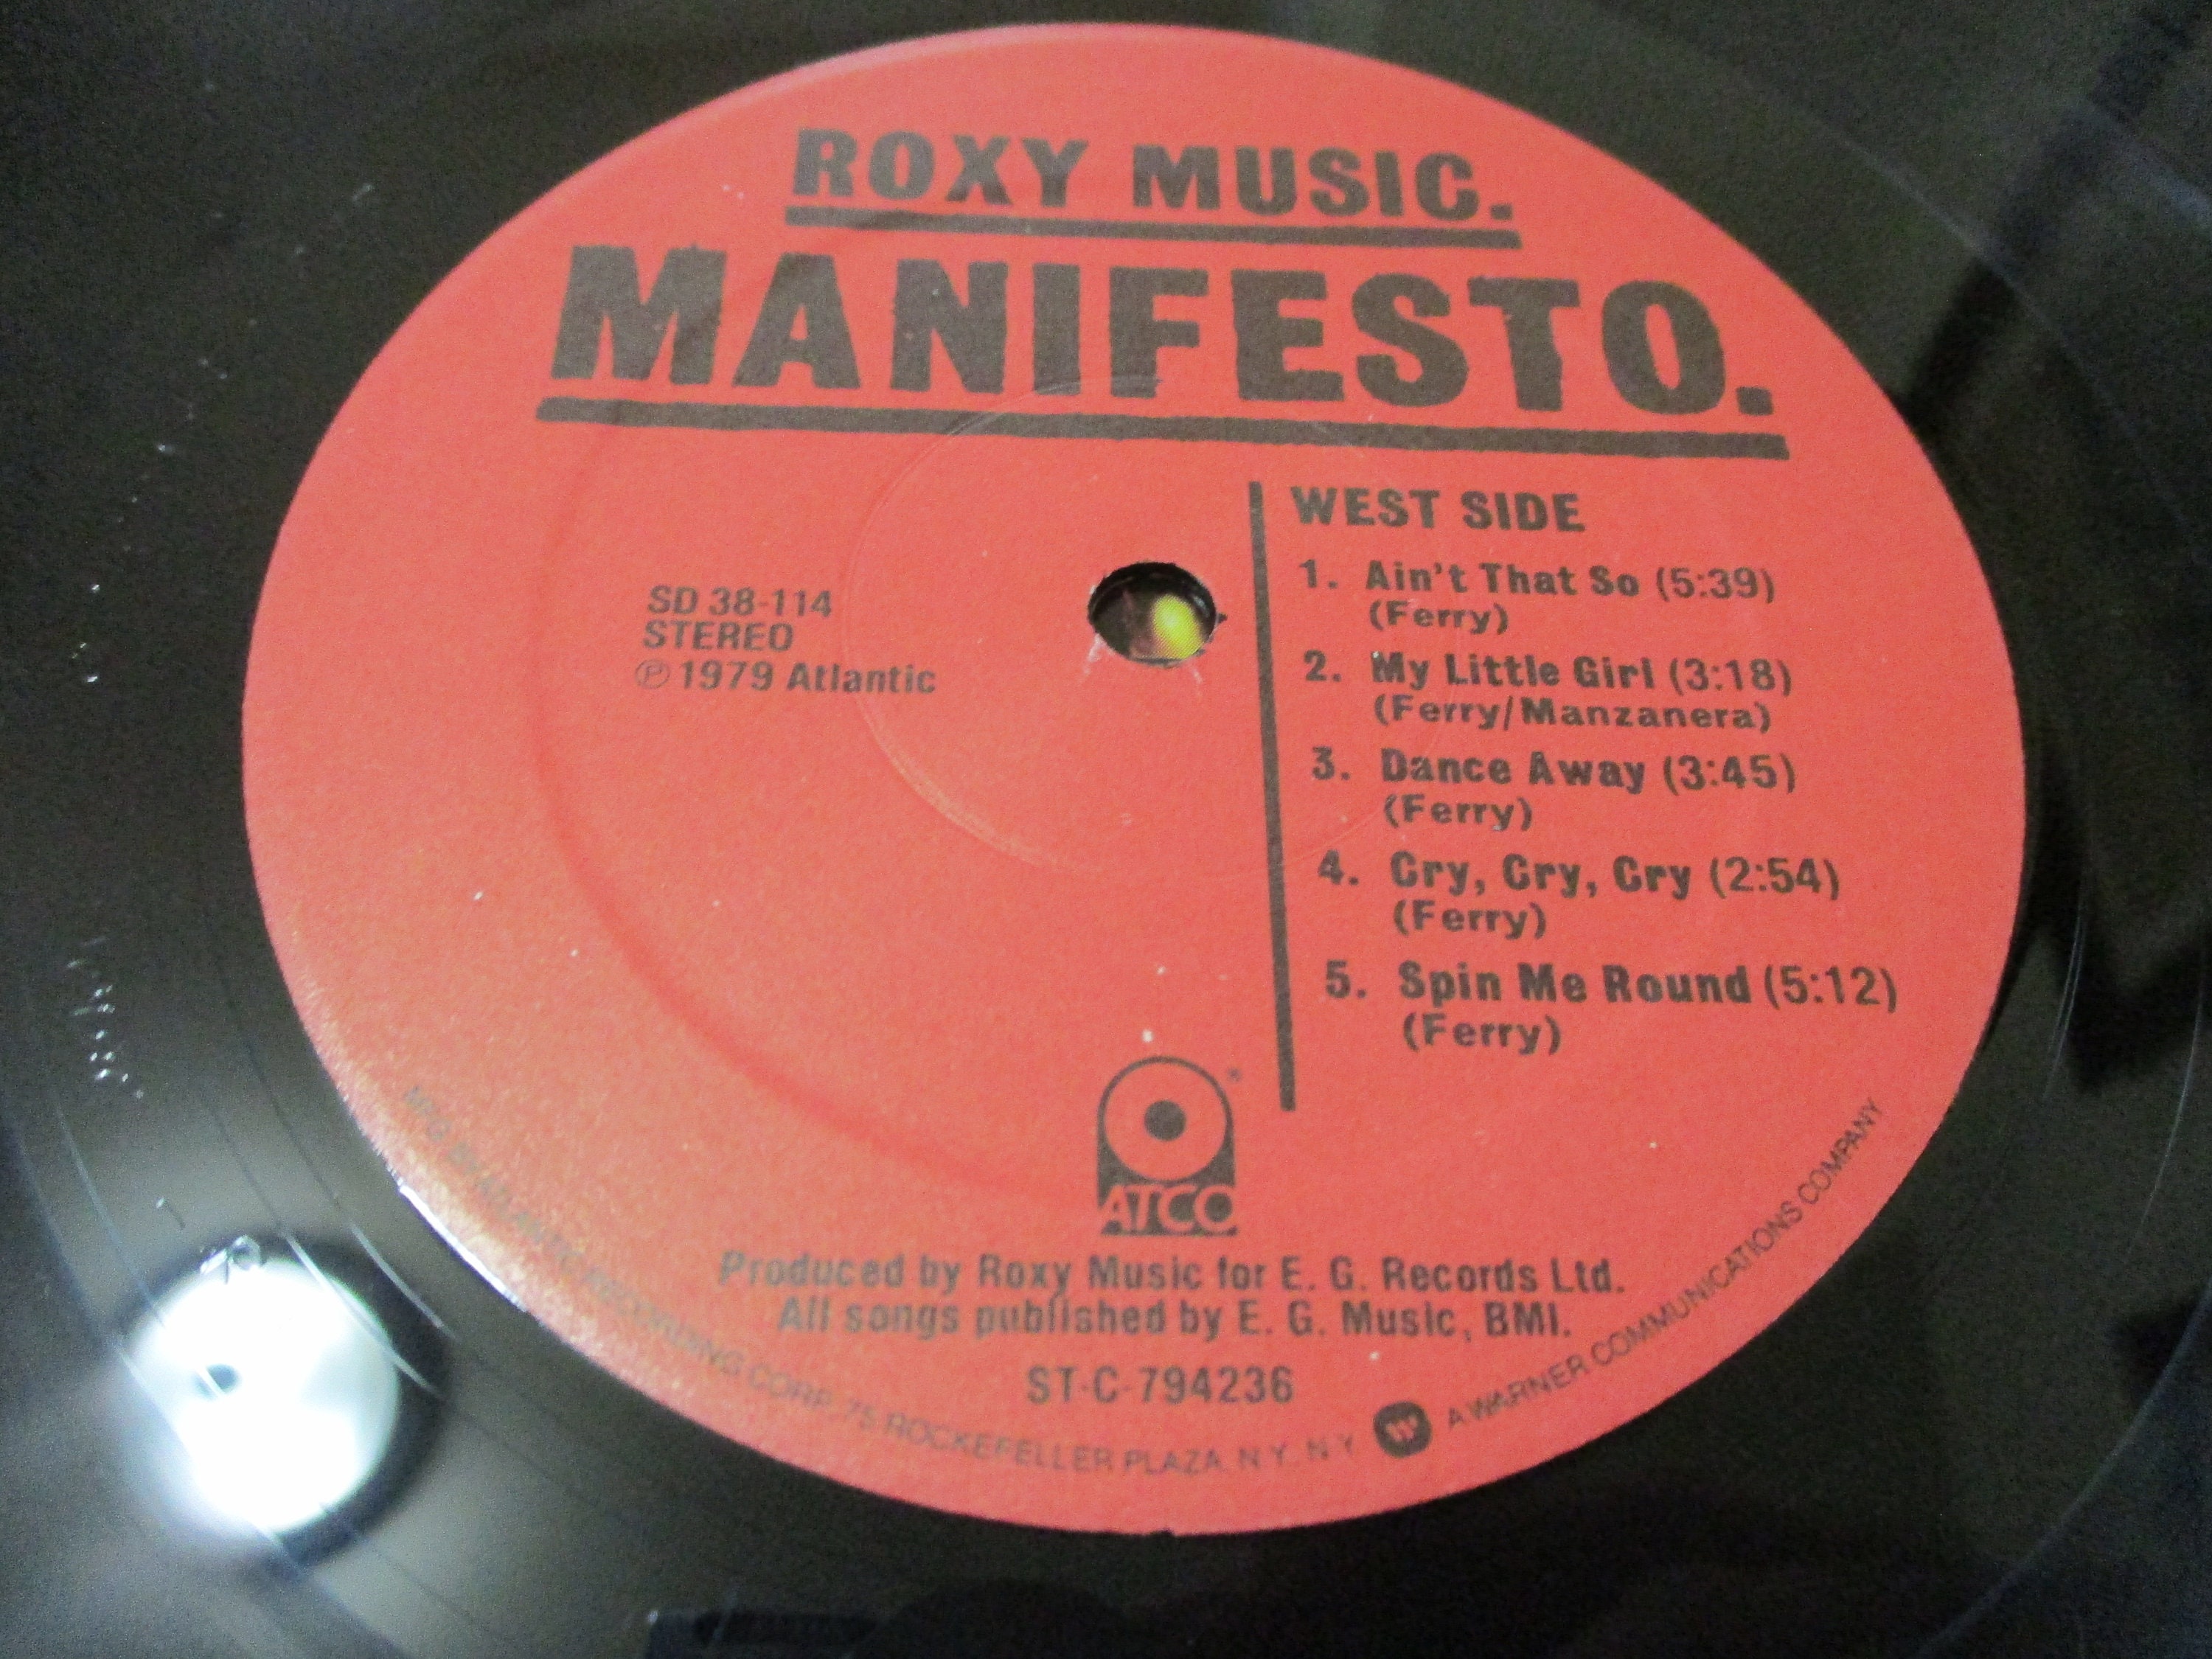 ROXY MUSIC.
MANIFESTO.
SD 38-114
STEREO
℗ 1979 Atlantic
WEST SIDE
1. Ain't That So (5:39)
(Ferry)
2. My Little Girl (3:18)
(Ferry/Manzanera)
3. Dance Away (3:45)
(Ferry)
4. Cry, Cry, Cry (2:54)
(Ferry)
5. Spin Me Round (5:12)
(Ferry)
ATCO®
Produced by Roxy Music for E. G. Records Ltd.
All songs published by E. G. Music, BMI.
ST-C-794236
MFG. BY ATLANTIC RECORDING CORP., 75 ROCKEFELLER PLAZA, N.Y., N.Y. A WARNER COMMUNICATIONS COMPANY